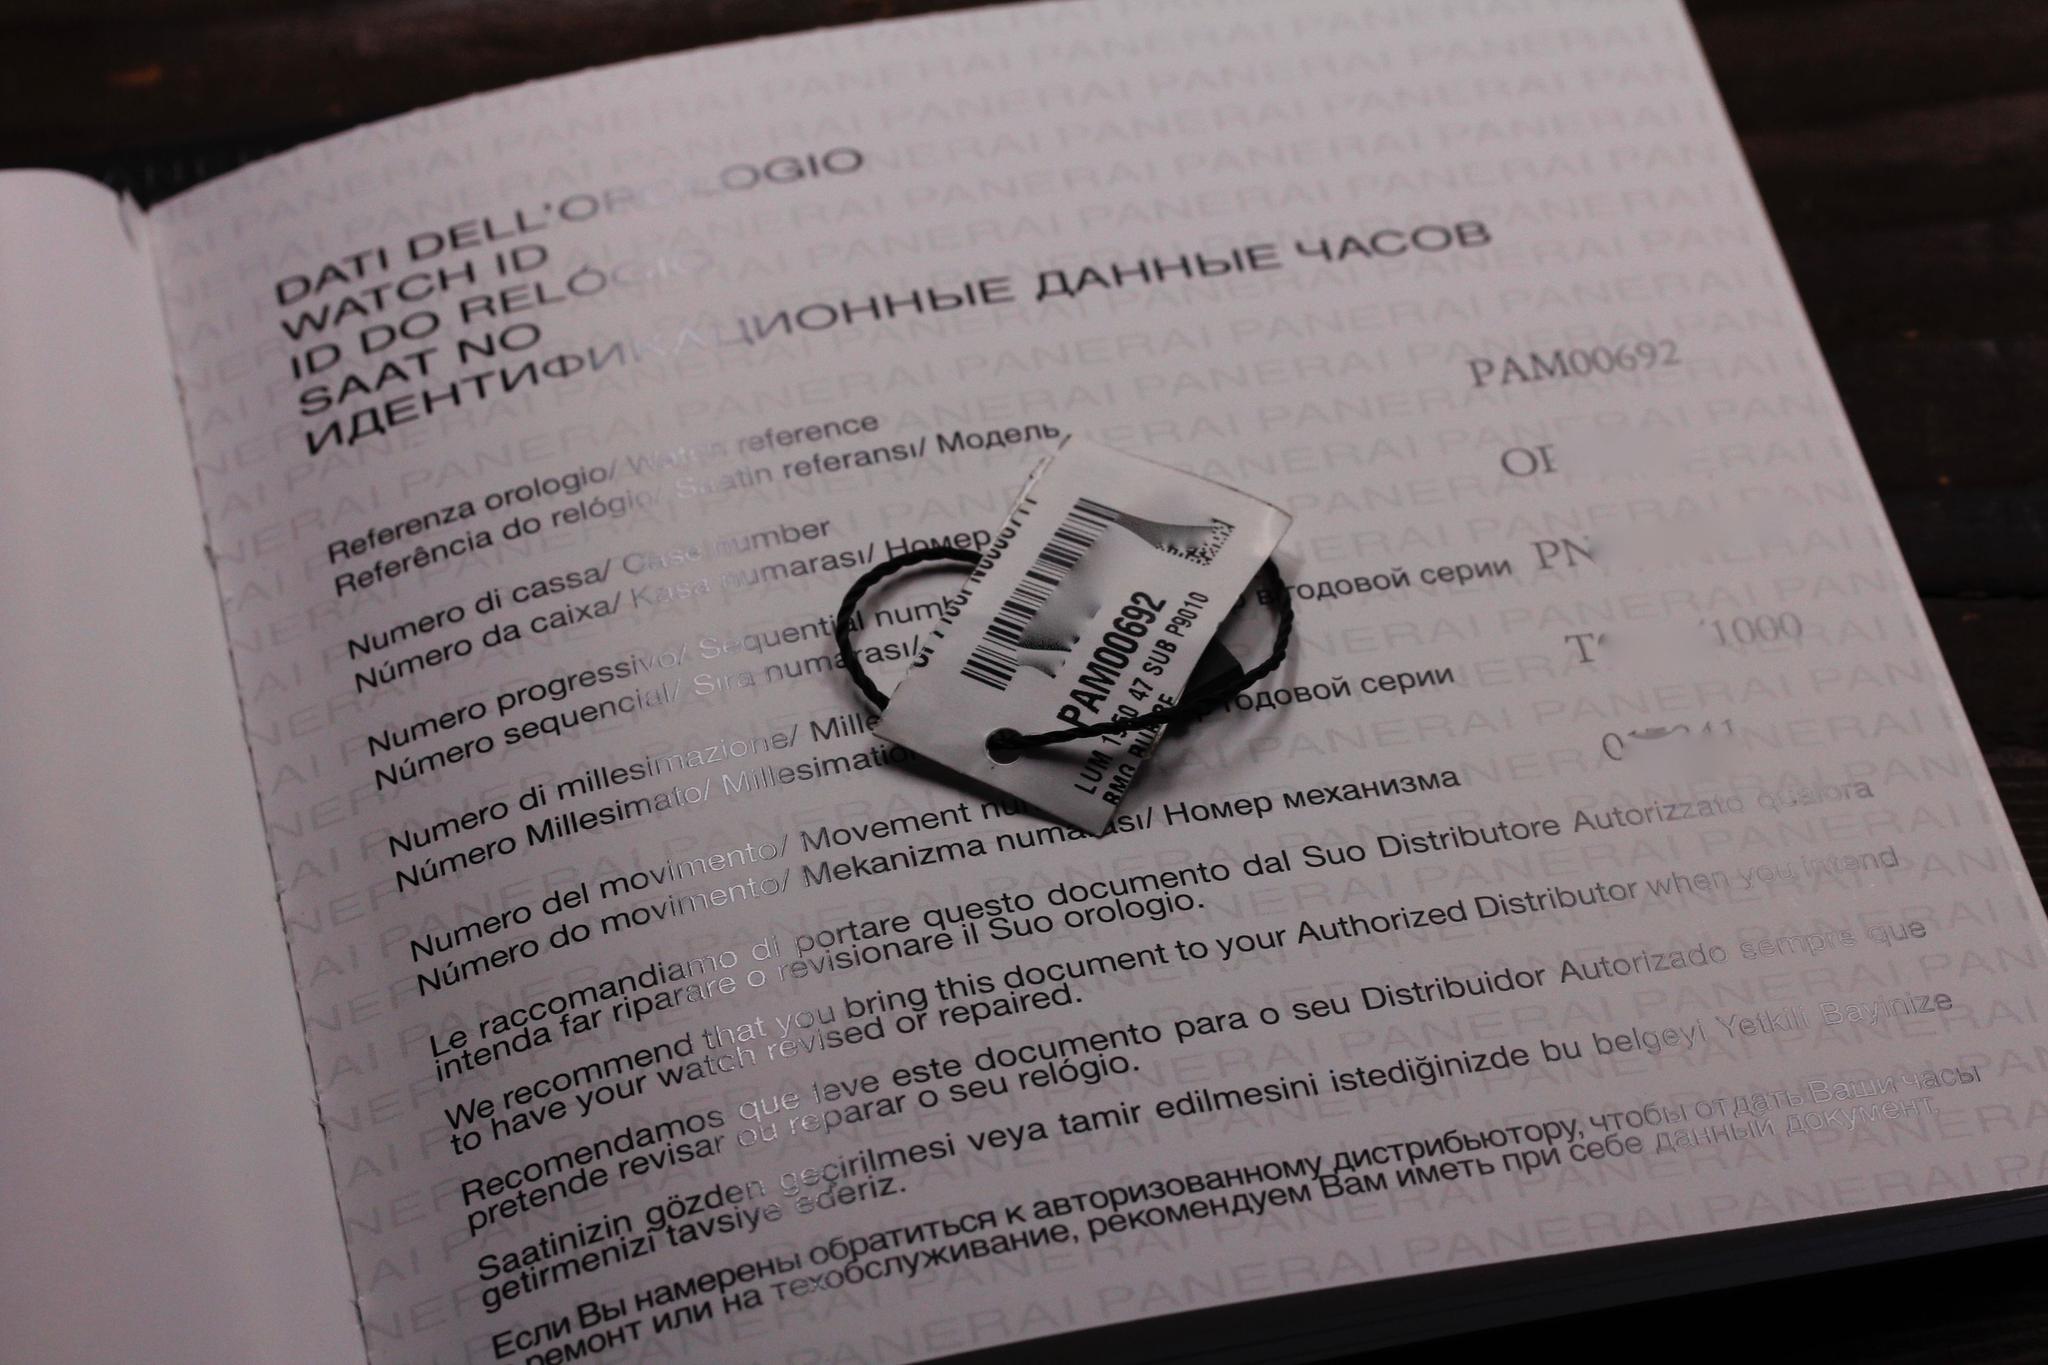 DATI DELL'OROLOGIO
WATCH ID
ID DO RELÓGIO
SAAT NO
ИДЕНТИФИКАЦИОННЫЕ ДАННЫЕ ЧАСОВ
Referenza orologio/ Watch reference
Referência do relógio/ Saatin referansı/ Модель
PAM00692
Numero di cassa/ Case number
Número da caixa/ Kasa numarası/ Номер
Numero progressivo/ Sequential
Número sequencial/ Sıra numarası/ годовой серии
Numero di millesimazione/
Número Millesimato/ годовой серии
1000
Numero del movimento/ Movement
Número do movimento/ Mekanizma numarası/ Номер механизма
PAM00692
LUM 1950 47 SUB P9010
BMG
Le raccomandiamo di portare questo documento dal Suo Distributore Autorizzato qualora
intenda far riparare o revisionare il Suo orologio.
We recommend that you bring this document to your Authorized Distributor when you intend
to have your watch revised or repaired.
Recomendamos que leve este documento para o seu Distribuidor Autorizado sempre que
pretende revisar ou reparar o seu relógio.
Saatinizin gözden geçirilmesi veya tamir edilmesini istediğinizde bu belgeyi Yetkili Bayinize
getirmenizi tavsiye ederiz.
Если Вы намерены обратиться к авторизованному дистрибьютору, чтобы отдать Ваши часы
ремонт или на техобслуживание, рекомендуем Вам иметь при себе данный документ.